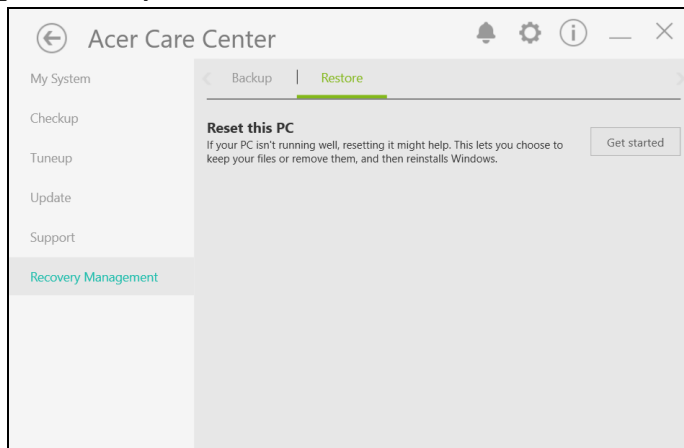 Acer Care Center
My System
Checkup
Tuneup
Update
Support
Recovery Management
Backup
Restore
Reset this PC
If your PC isn't running well, resetting it might help. This lets you choose to
keep your files or remove them, and then reinstalls Windows.
Get started